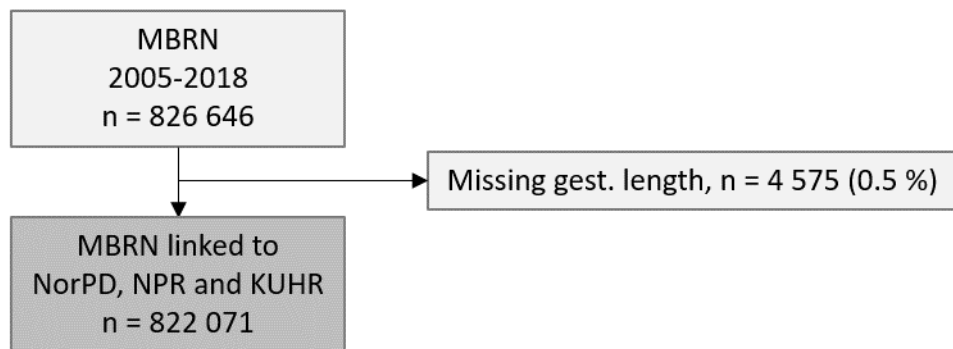 MBRN
2005-2018
n = 826 646
Missing gest. length, n = 4 575 (0.5 %)
MBRN linked to
NorPD, NPR and KUHR
n = 822 071